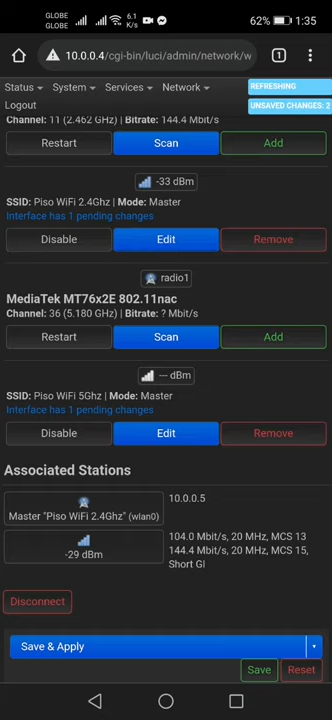 GLOBE
GLOBE
6.1
K/s
62%
1:35
10.0.0.4/cgi-bin/luci/admin/network/w
1
Status
System
Services
Network
REFRESHING
Logout
UNSAVED CHANGES: 2
Channel: 11 (2.462 GHz) | Bitrate: 144.4 Mbit/s
Restart
Scan
Add
-33 dBm
SSID: Piso WiFi 2.4Ghz | Mode: Master
Interface has 1 pending changes
Disable
Edit
Remove
radio1
MediaTek MT76x2E 802.11nac
Channel: 36 (5.180 GHz) | Bitrate: ? Mbit/s
Restart
Scan
Add
--- dBm
SSID: Piso WiFi 5Ghz | Mode: Master
Interface has 1 pending changes
Disable
Edit
Remove
Associated Stations
Master "Piso WiFi 2.4Ghz" (wlan0)
10.0.0.5
-29 dBm
104.0 Mbit/s, 20 MHz, MCS 13
144.4 Mbit/s, 20 MHz, MCS 15,
Short GI
Disconnect
Save & Apply
Save
Reset